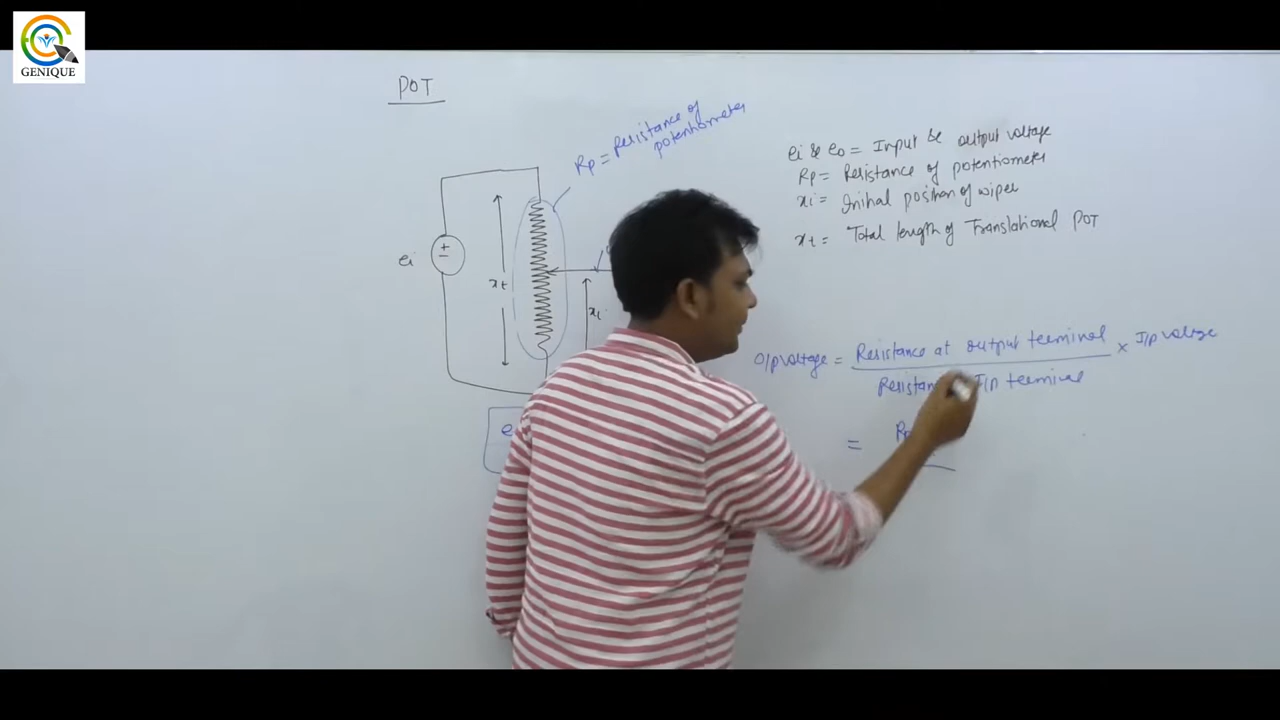 GENIQUE
POT
Rp = Resistance of
potentiometer
ei & eo = Input & output voltage
Rp = Resistance of potentiometer
xi = Initial position of wiper
xt = Total length of Translational POT
ei
+
−
xt
xi
O/p voltage = Resistance at output terminal × I/p voltage
I/p terminal
e
= Rp